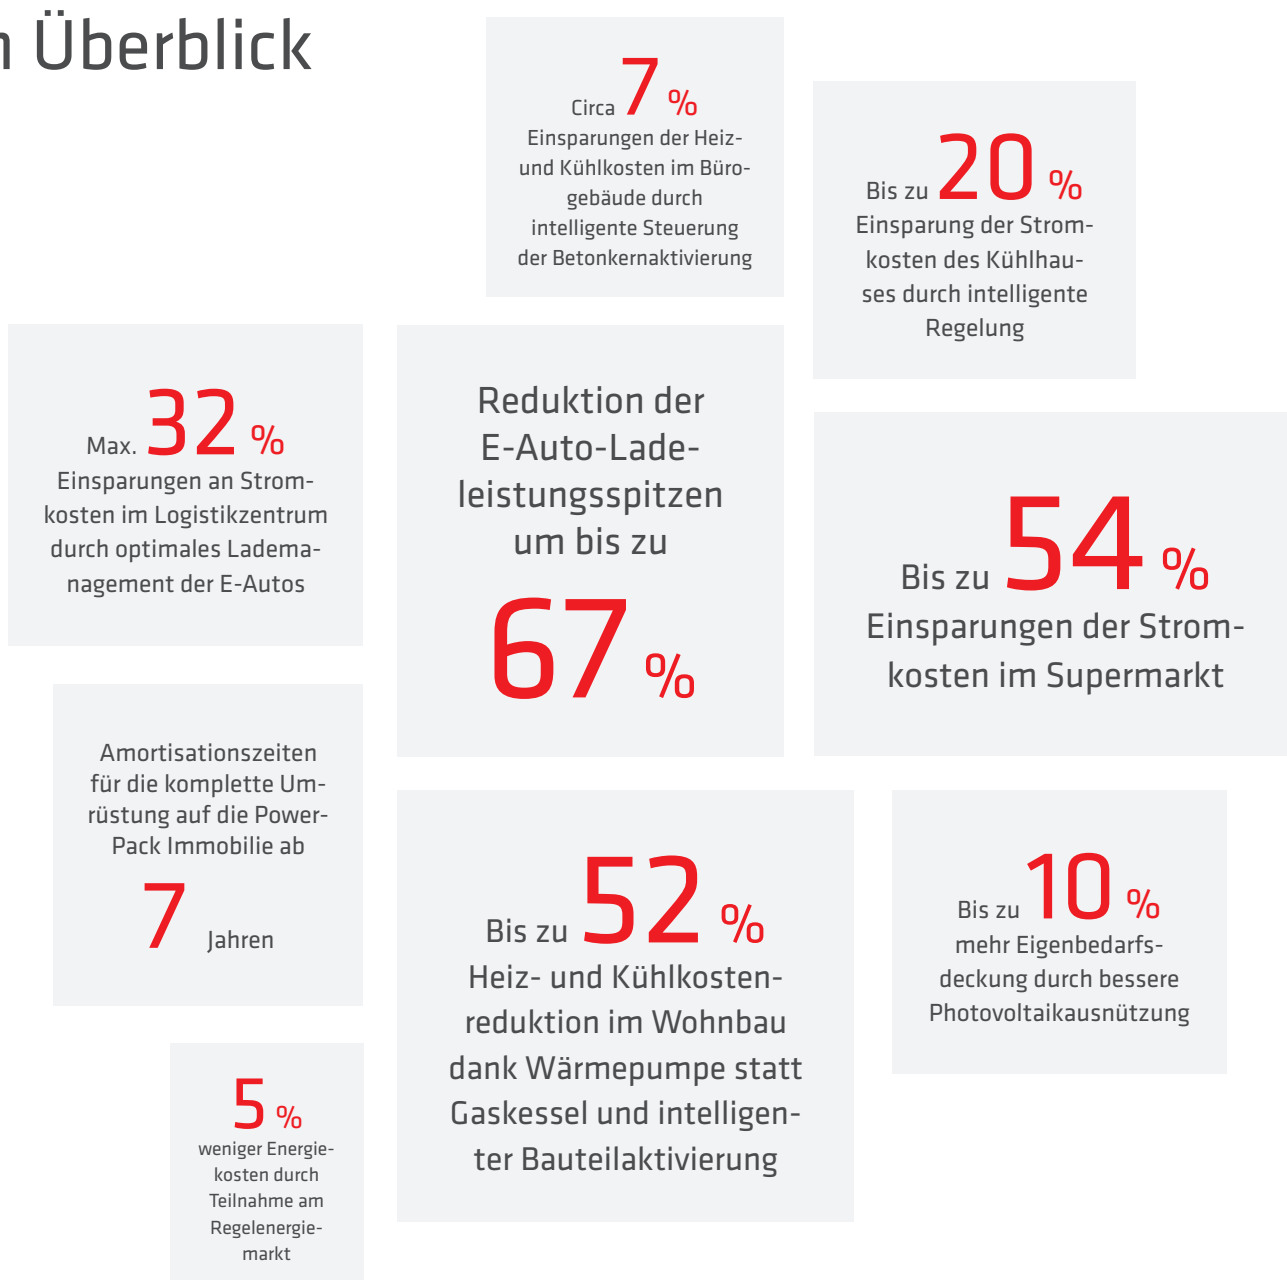 n Überblick
Circa 7 %
Einsparungen der Heiz-
und Kühlkosten im Büro-
gebäude durch
intelligente Steuerung
der Betonkernaktivierung
Bis zu 20 %
Einsparung der Strom-
kosten des Kühlhau-
ses durch intelligente
Regelung
Max. 32 %
Einsparungen an Strom-
kosten im Logistikzentrum
durch optimales Ladema-
nagement der E-Autos
Reduktion der
E-Auto-Lade-
leistungsspitzen
um bis zu
67 %
Bis zu 54 %
Einsparungen der Strom-
kosten im Supermarkt
Amortisationszeiten
für die komplette Um-
rüstung auf die Power-
Pack Immobilie ab
7 Jahren
Bis zu 52 %
Heiz- und Kühlkosten-
reduktion im Wohnbau
dank Wärmepumpe statt
Gaskessel und intelligen-
ter Bauteilaktivierung
Bis zu 10 %
mehr Eigenbedarfs-
deckung durch bessere
Photovoltaikausnützung
5 %
weniger Energie-
kosten durch
Teilnahme am
Regelenergie-
markt